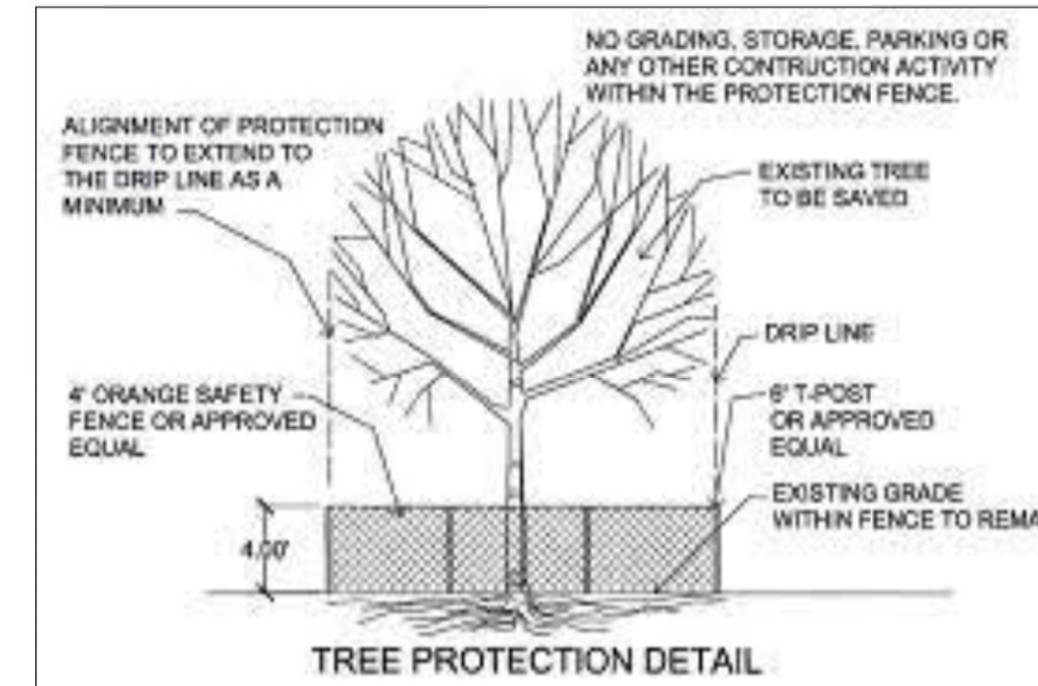 NO GRADING, STORAGE, PARKING OR
ANY OTHER CONTRUCTION ACTIVITY
WITHIN THE PROTECTION FENCE.
ALIGNMENT OF PROTECTION
FENCE TO EXTEND TO
THE DRIP LINE AS A
MINIMUM
EXISTING TREE
TO BE SAVED
DRIP LINE
4' ORANGE SAFETY
FENCE OR APPROVED
EQUAL
6' T-POST
OR APPROVED
EQUAL
EXISTING GRADE
WITHIN FENCE TO REMA
4.00'
TREE PROTECTION DETAIL